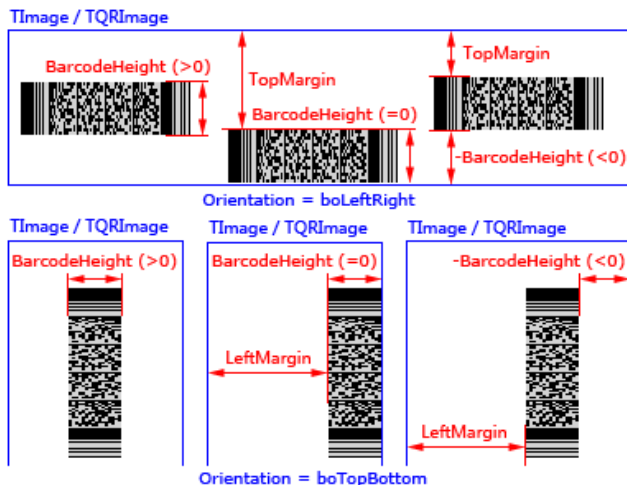 TImage / TQRImage
BarcodeHeight (>0)
TopMargin
TopMargin
BarcodeHeight (=0)
-BarcodeHeight (<0)
Orientation = boLeftRight
TImage / TQRImage
TImage / TQRImage
TImage / TQRImage
BarcodeHeight (>0)
BarcodeHeight (=0)
-BarcodeHeight (<0)
LeftMargin
LeftMargin
Orientation = boTopBottom